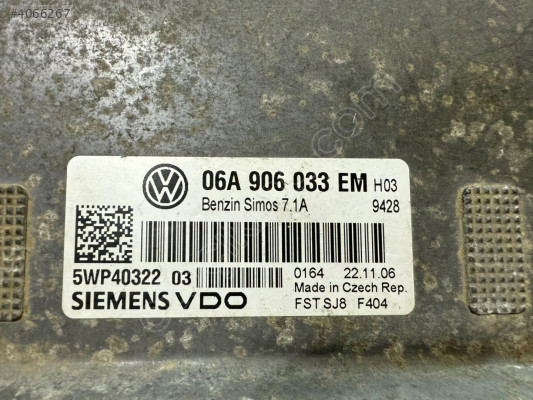 #4066267
06A 906 033 EM H03
Benzin Simos 7.1A 9428
5WP40322 03
0164 22.11.06
Made in Czech Rep.
SIEMENS VDO
FST SJ8 F404